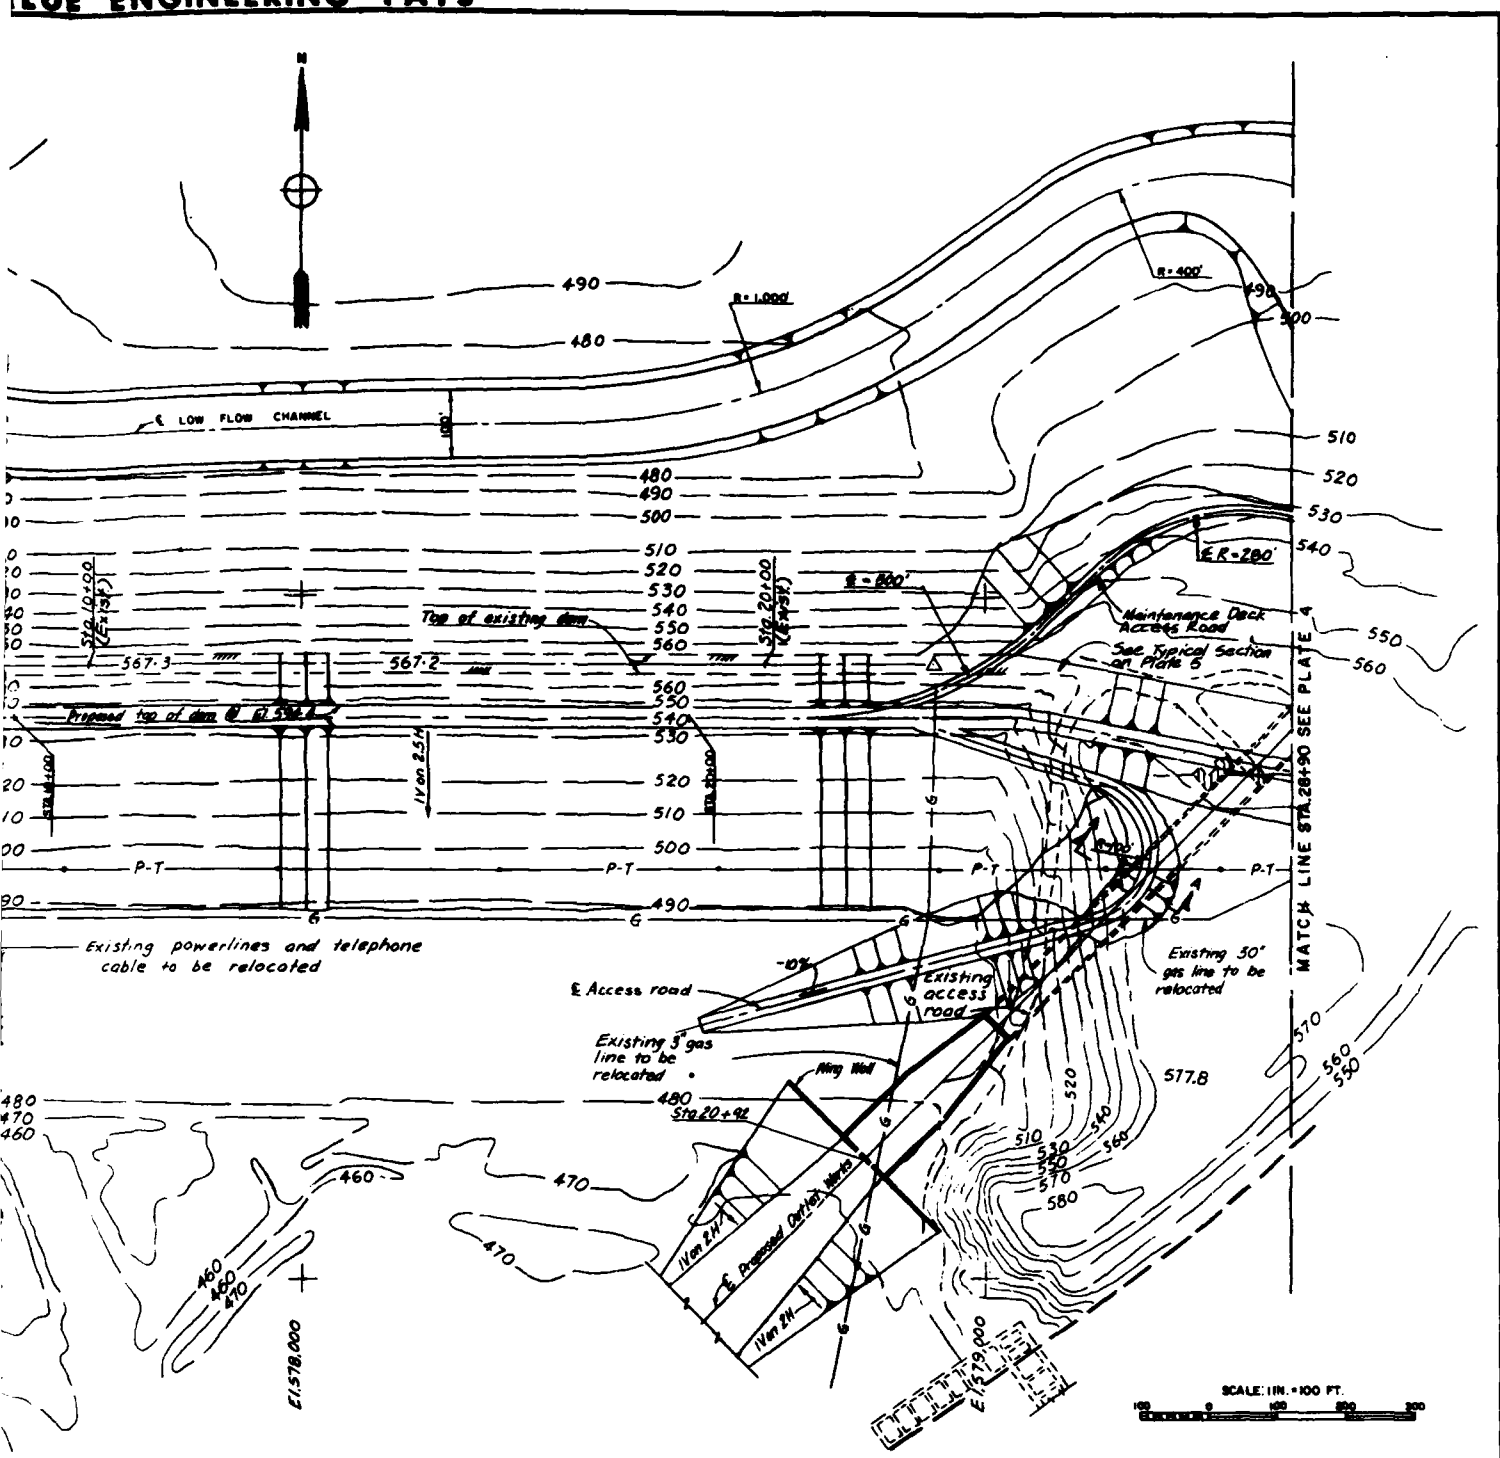 ENGINEERING PAYS
N
490
480
R = 1,000'
R = 400'
490
500
℄ LOW FLOW CHANNEL
100'
510
520
530
540
480
490
500
510
520
530
540
550
560
Sta 10+00
(Exist.)
Sta. 20+00
(Exist.)
Top of existing dam
567.3
567.2
℄ R=280'
Maintenance Deck
Access Road
See Typical Section
on Plate 5
550
560
560
550
540
530
520
510
500
490
Proposed top of dam @ El.
1V on 2.5H
STA. 20+00
P-T
P-T
P-T
P-T
G
G
G
G
G
MATCH LINE STA. 28+90 SEE PLATE 4
Existing powerlines and telephone
cable to be relocated
-10%
℄ Access road
Existing
access
road
Existing 30"
gas line to be
relocated
A
A
Existing 3" gas
line to be
relocated
Wing Wall
480
Sta 20+92
480
470
460
460
470
470
460
460
470
G
G
G
G
1V on 2H
℄ Proposed Outlet Works
1V on 2H
520
577.8
510
530
550
570
580
540
560
570
560
550
E1,578,000
E1,579,000
SCALE: 1 IN. = 100 FT.
100 0 100 200 300